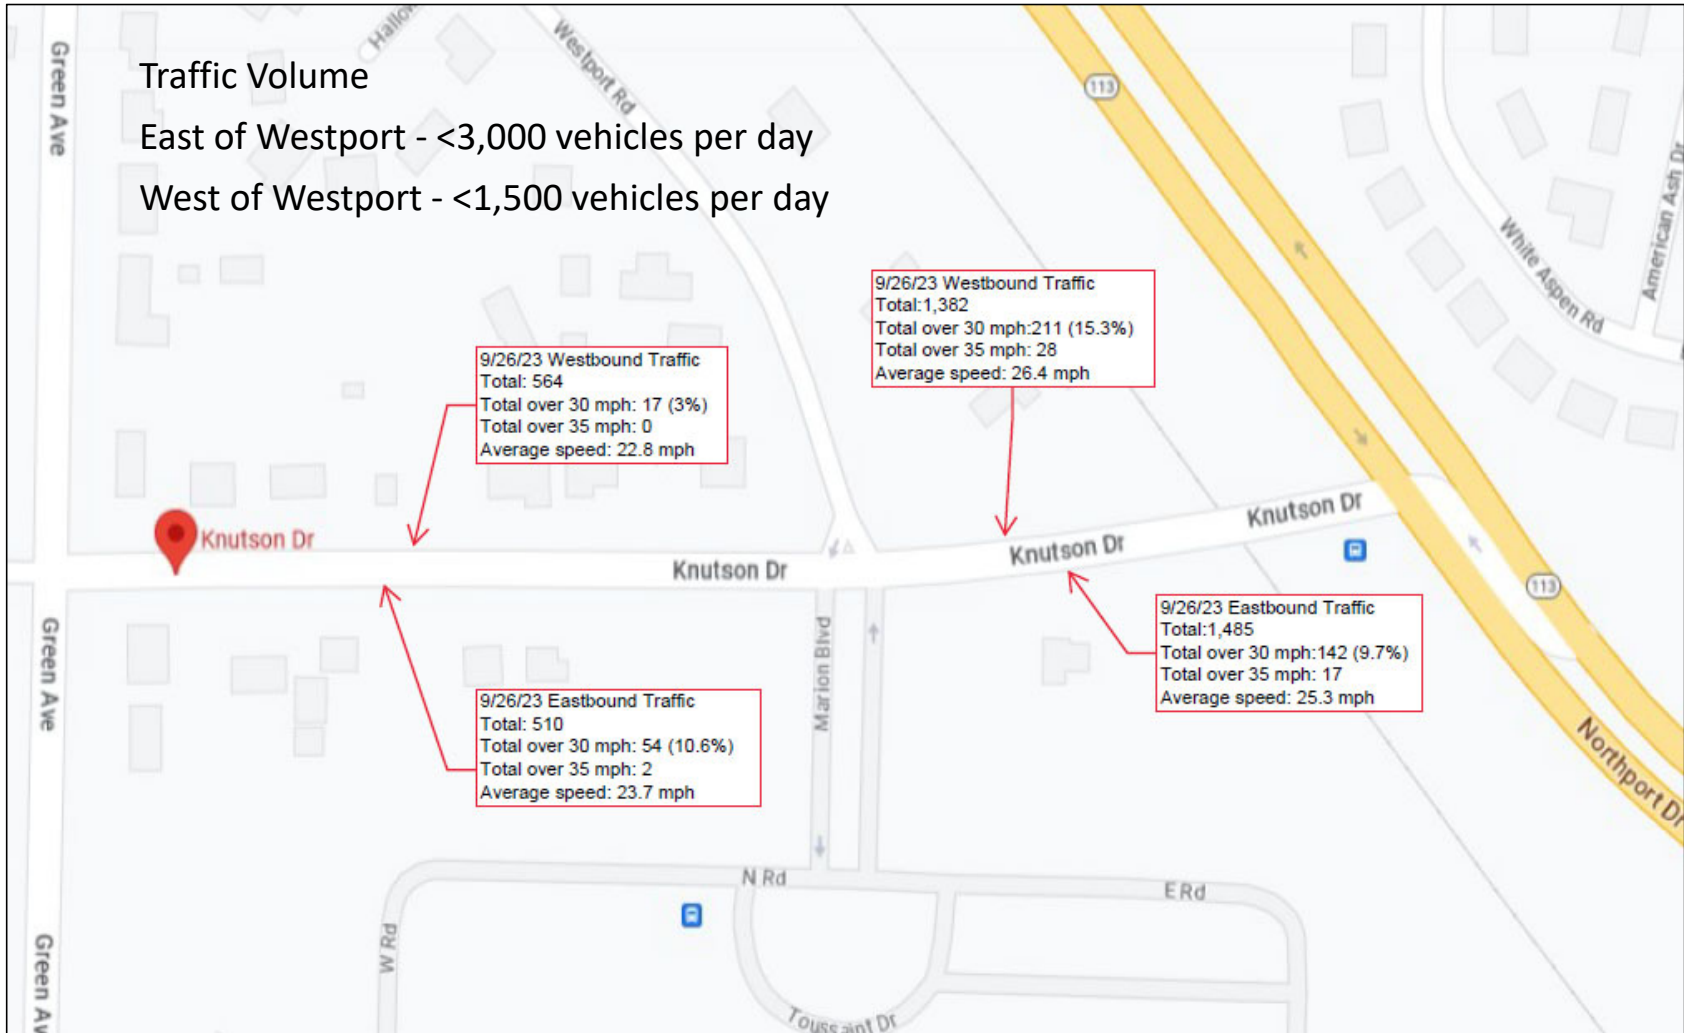 Traffic Volume
East of Westport - <3,000 vehicles per day
West of Westport - <1,500 vehicles per day
Green Ave
Westport Rd
113
White Aspen Rd
American Ash Dr
9/26/23 Westbound Traffic
Total:1,382
Total over 30 mph:211 (15.3%)
Total over 35 mph: 28
Average speed: 26.4 mph
9/26/23 Westbound Traffic
Total: 564
Total over 30 mph: 17 (3%)
Total over 35 mph: 0
Average speed: 22.8 mph
Knutson Dr
Knutson Dr
Knutson Dr
Knutson Dr
113
9/26/23 Eastbound Traffic
Total:1,485
Total over 30 mph:142 (9.7%)
Total over 35 mph: 17
Average speed: 25.3 mph
Green Ave
Marion Blvd
9/26/23 Eastbound Traffic
Total: 510
Total over 30 mph: 54 (10.6%)
Total over 35 mph: 2
Average speed: 23.7 mph
Northport Dr
N Rd
E Rd
W Rd
Green Av
Toussaint Dr